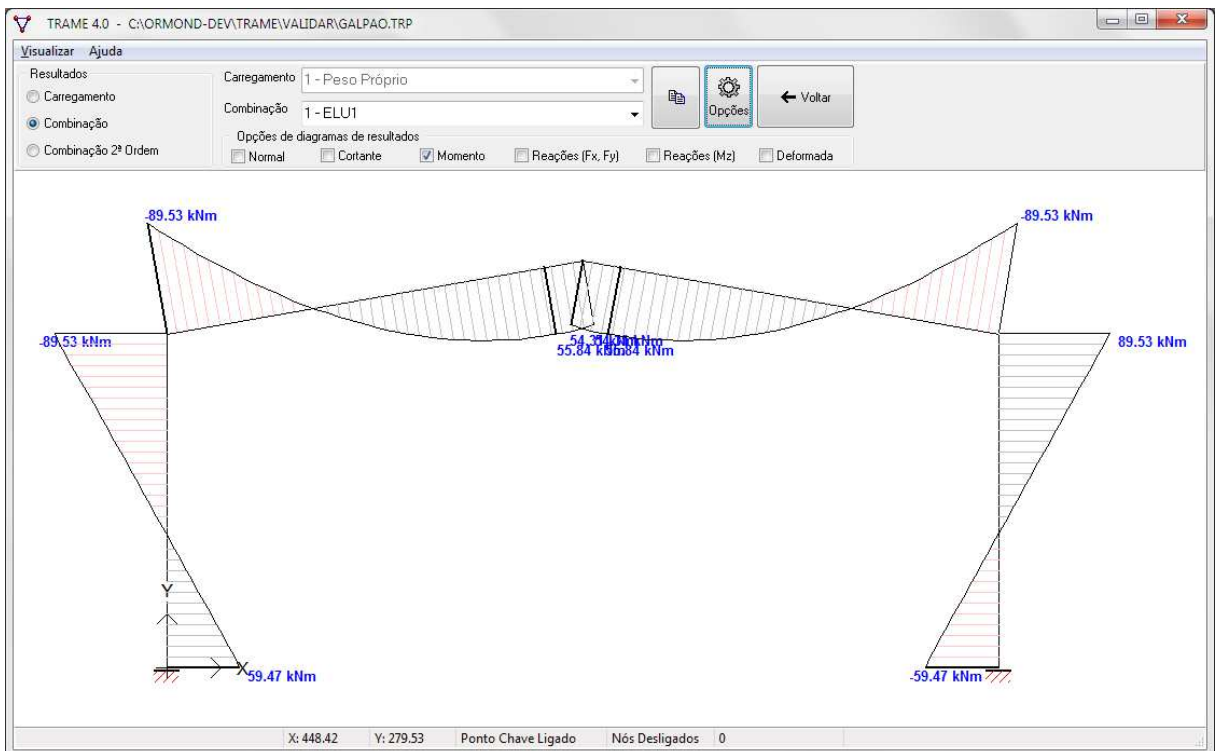 TRAME 4.0 - C:\ORMOND-DEV\TRAME\VALIDAR\GALPAO.TRP
Visualizar Ajuda
Resultados
Carregamento
Combinação
Combinação 2ª Ordem
Carregamento 1 - Peso Próprio
Combinação 1 - ELU1
Opções
Voltar
Opções de diagramas de resultados
Normal Cortante Momento Reações (Fx, Fy) Reações (Mz) Deformada
-89.53 kNm -89.53 kNm
-89.53 kNm 89.53 kNm
kNm
55.84 kNm
Y
X
59.47 kNm -59.47 kNm
X: 448.42 Y: 279.53 Ponto Chave Ligado Nós Desligados 0